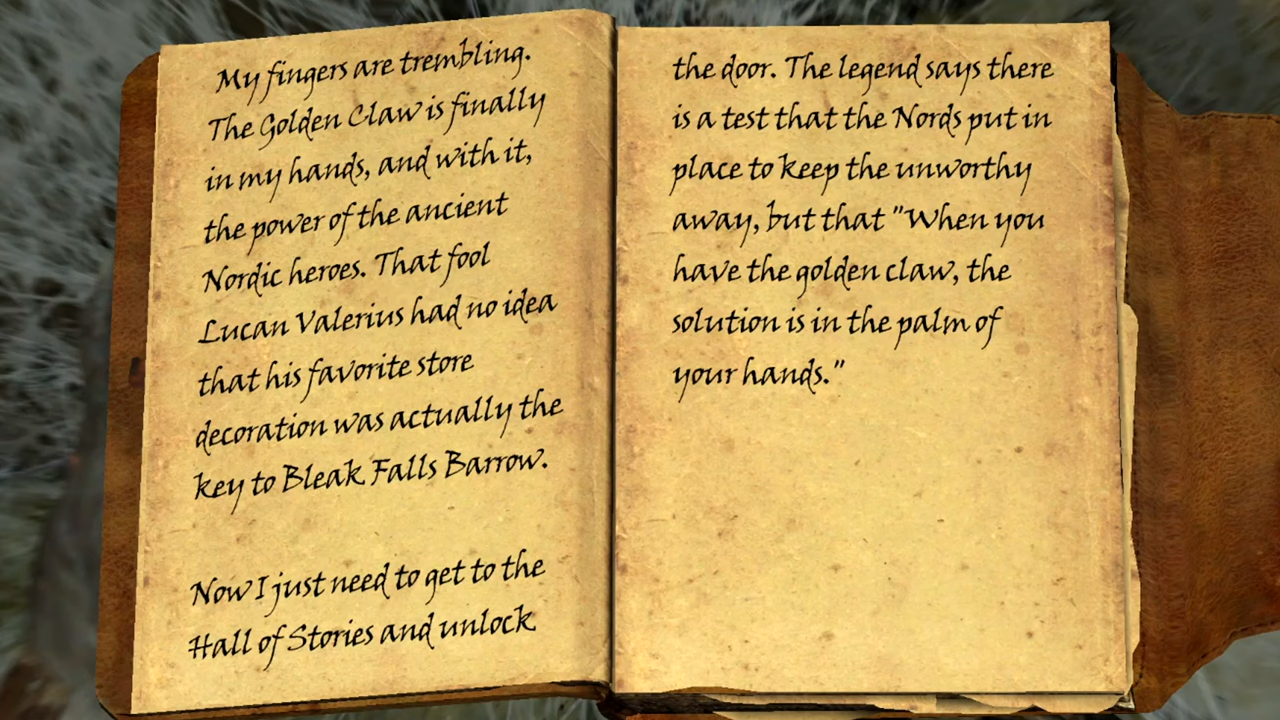 My fingers are trembling.
The Golden Claw is finally
in my hands, and with it,
the power of the ancient
Nordic heroes. That fool
Lucan Valerius had no idea
that his favorite store
decoration was actually the
key to Bleak Falls Barrow.
Now I just need to get to the
Hall of Stories and unlock
the door. The legend says there
is a test that the Nords put in
place to keep the unworthy
away, but that "When you
have the golden claw, the
solution is in the palm of
your hands."